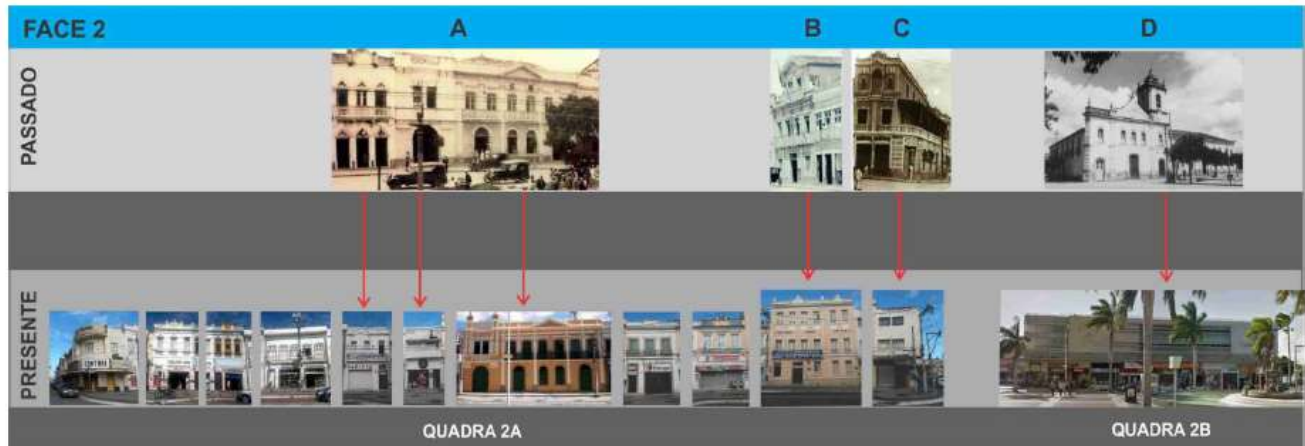 FACE 2 A B C D
PASSADO
PRESENTE
QUADRA 2A QUADRA 2B